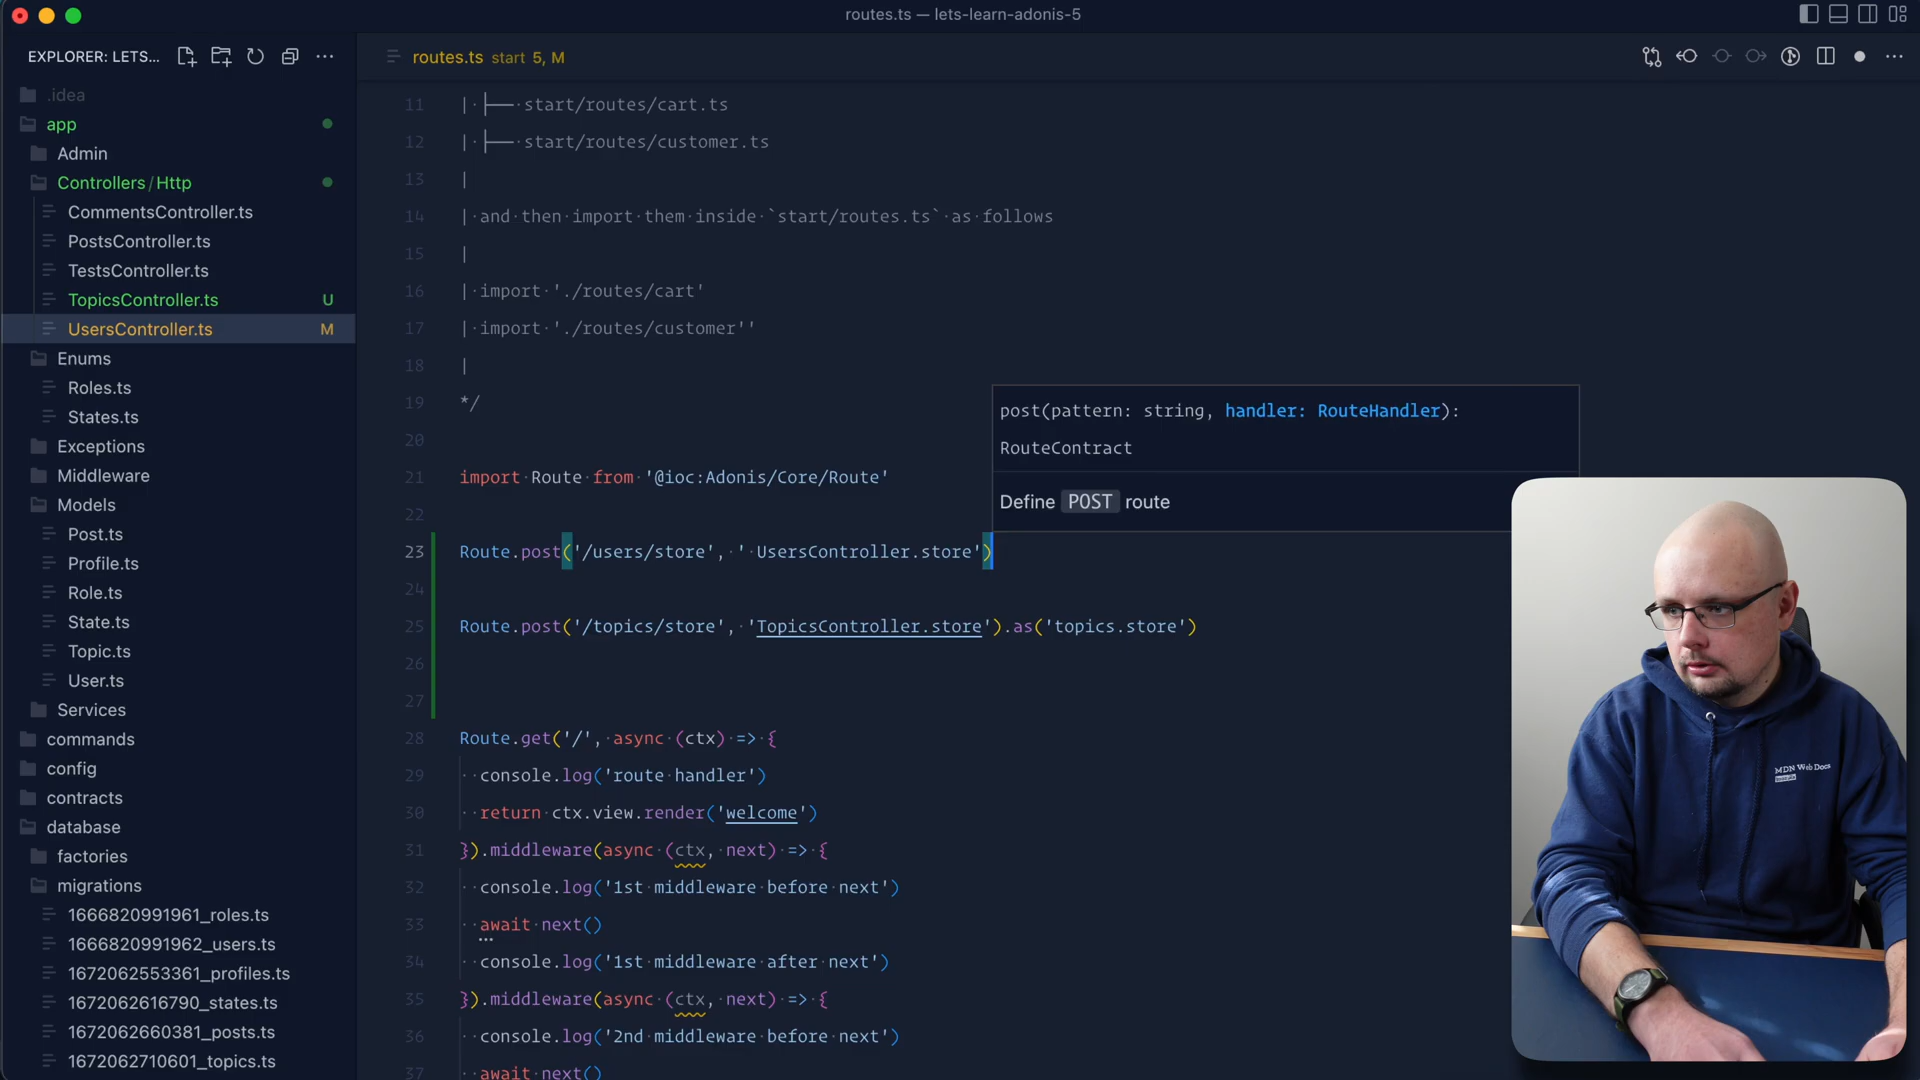 routes.ts — lets-learn-adonis-5
EXPLORER: LETS...
routes.ts start 5, M
.idea
app
Admin
Controllers/Http
CommentsController.ts
PostsController.ts
TestsController.ts
TopicsController.ts U
UsersController.ts M
Enums
Roles.ts
States.ts
Exceptions
Middleware
Models
Post.ts
Profile.ts
Role.ts
State.ts
Topic.ts
User.ts
Services
commands
config
contracts
database
factories
migrations
1666820991961_roles.ts
1666820991962_users.ts
1672062553361_profiles.ts
1672062616790_states.ts
1672062660381_posts.ts
1672062710601_topics.ts
11 | ├── start/routes/cart.ts
12 | ├── start/routes/customer.ts
13 |
14 | and then import them inside `start/routes.ts` as follows
15 |
16 | import './routes/cart'
17 | import './routes/customer''
18 |
19 */
20
21 import Route from '@ioc:Adonis/Core/Route'
22
23 Route.post('/users/store', ' UsersController.store')
24
25 Route.post('/topics/store', 'TopicsController.store').as('topics.store')
26
27
28 Route.get('/', async (ctx) => {
29 console.log('route handler')
30 return ctx.view.render('welcome')
31 }).middleware(async (ctx, next) => {
32 console.log('1st middleware before next')
33 await next()
34 console.log('1st middleware after next')
35 }).middleware(async (ctx, next) => {
36 console.log('2nd middleware before next')
37 await next()
post(pattern: string, handler: RouteHandler):
RouteContract
Define POST route
MDN Web Docs